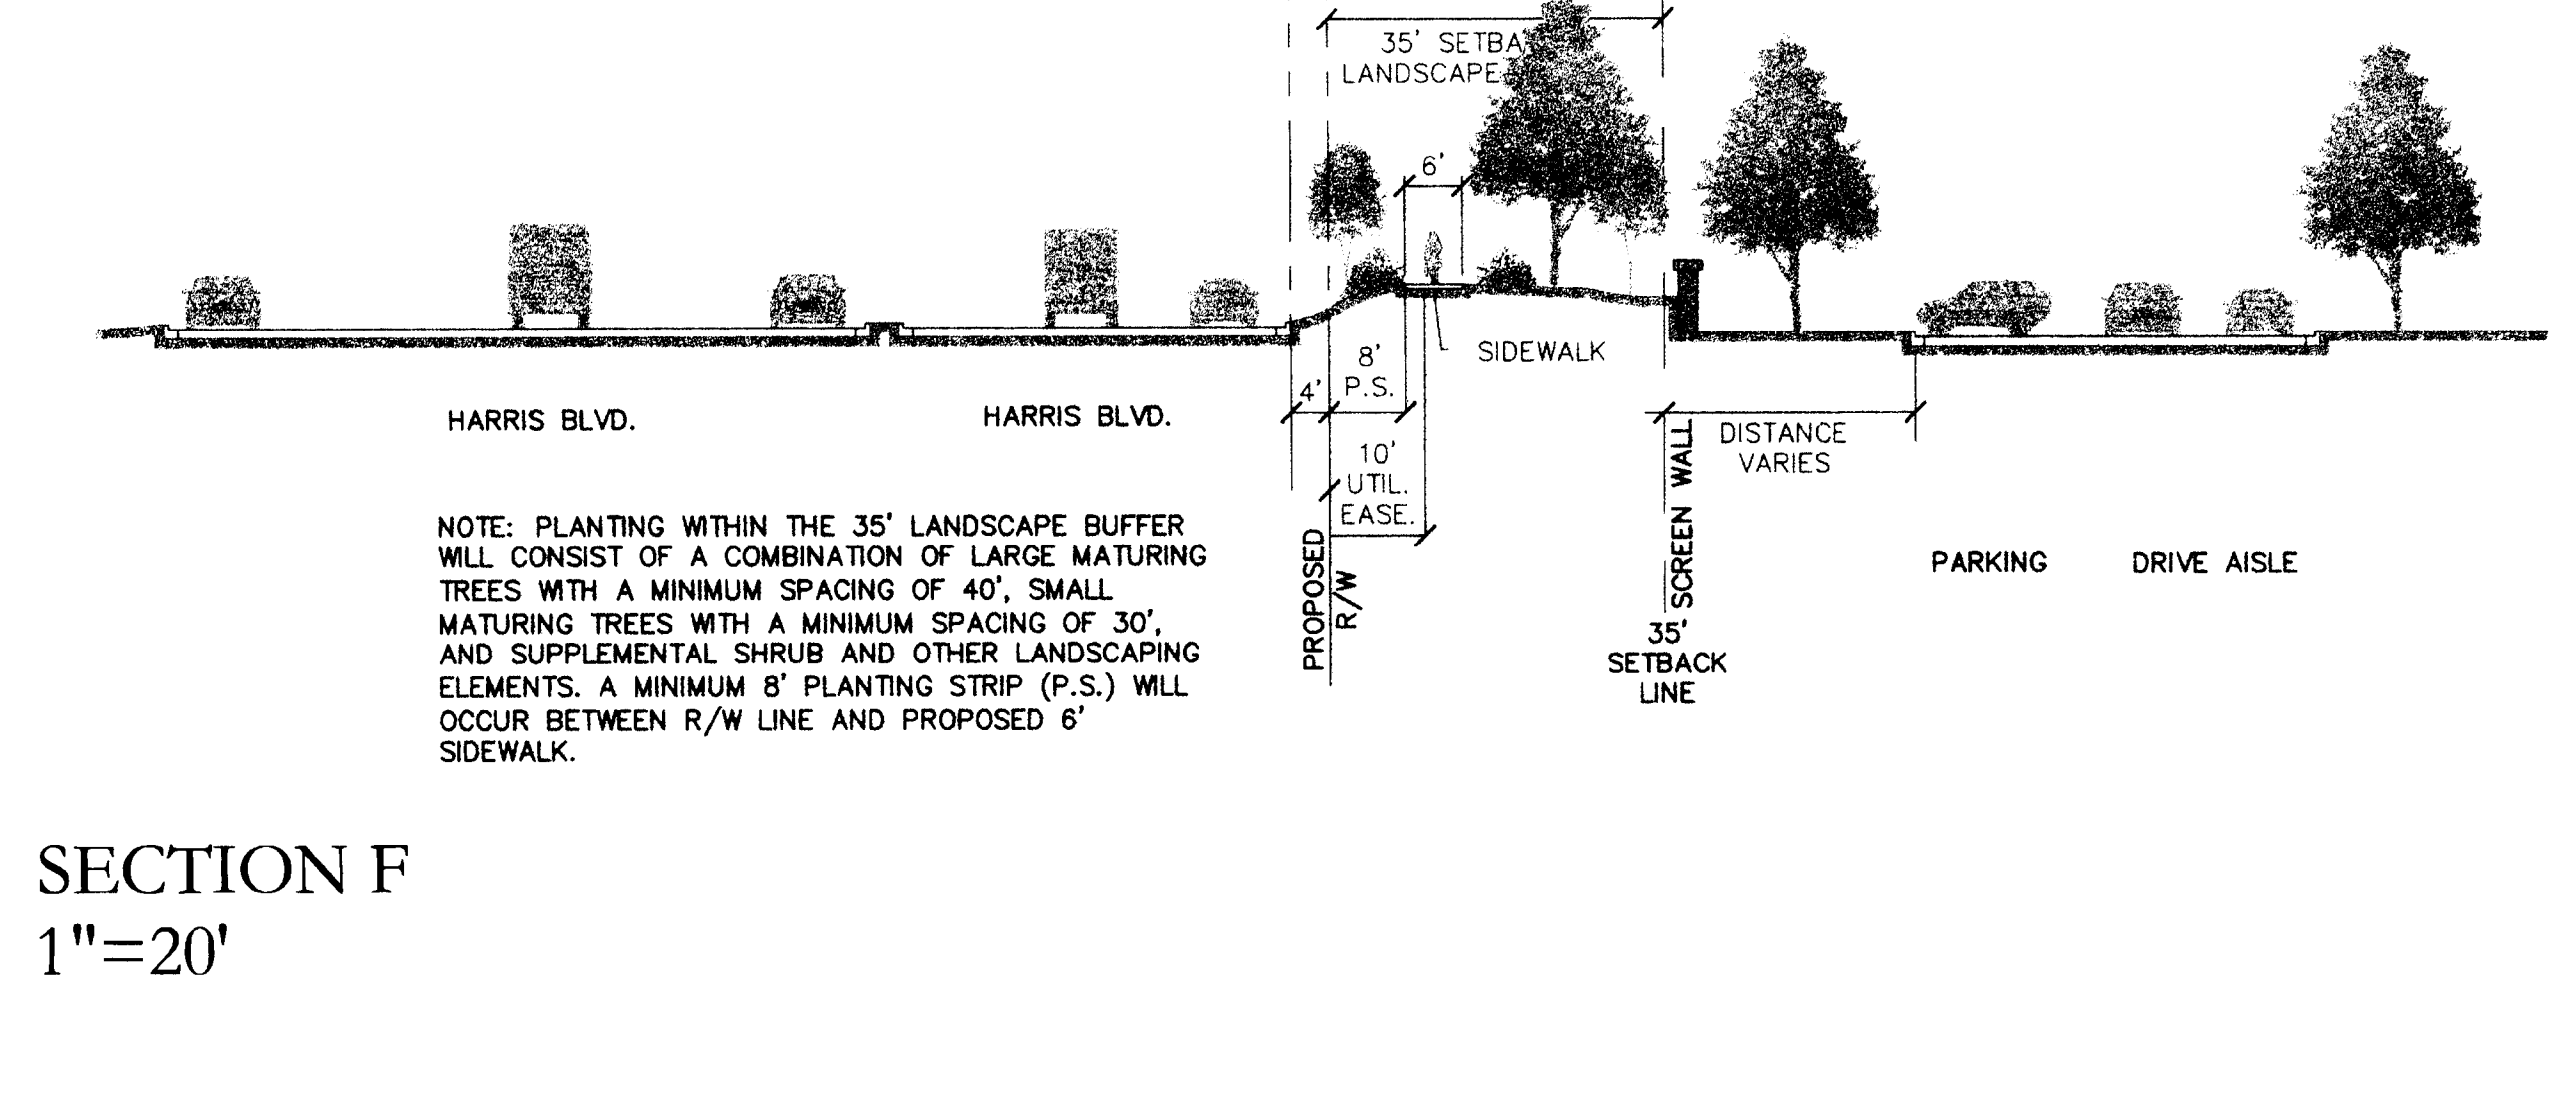 35' SETBA
LANDSCAPE
6'
8'
P.S.
SIDEWALK
4'
HARRIS BLVD.
HARRIS BLVD.
10'
UTIL.
EASE.
DISTANCE
VARIES
SCREEN WALL
PROPOSED
R/W
PARKING
DRIVE AISLE
35'
SETBACK
LINE
NOTE: PLANTING WITHIN THE 35' LANDSCAPE BUFFER
WILL CONSIST OF A COMBINATION OF LARGE MATURING
TREES WITH A MINIMUM SPACING OF 40', SMALL
MATURING TREES WITH A MINIMUM SPACING OF 30',
AND SUPPLEMENTAL SHRUB AND OTHER LANDSCAPING
ELEMENTS. A MINIMUM 8' PLANTING STRIP (P.S.) WILL
OCCUR BETWEEN R/W LINE AND PROPOSED 6'
SIDEWALK.
SECTION F
1"=20'